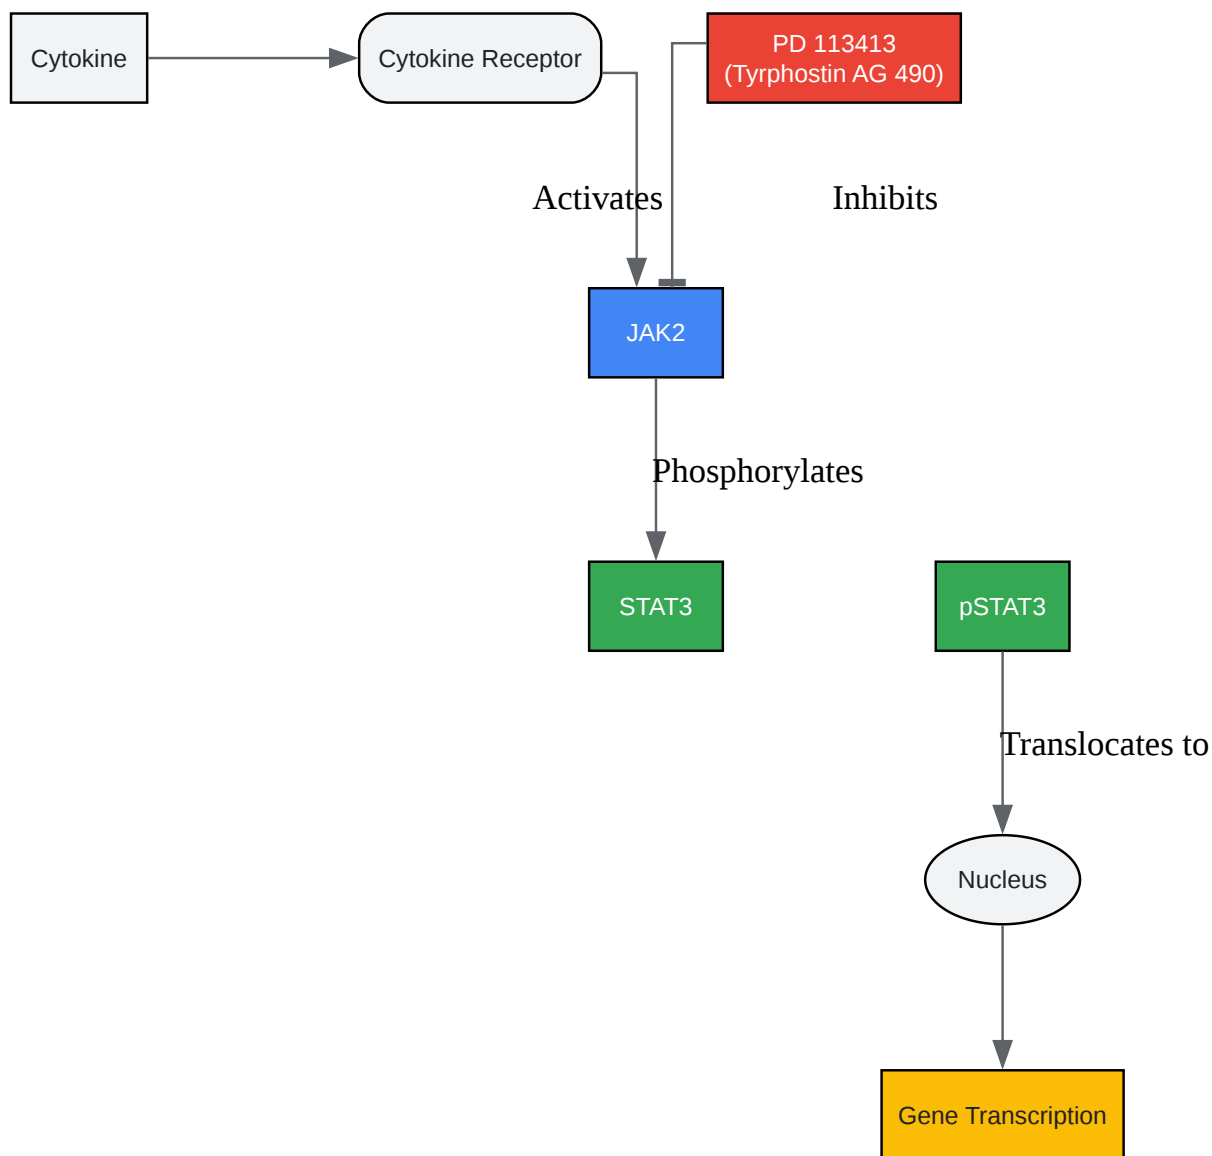 Cytokine
Cytokine Receptor
PD 113413
(Tyrphostin AG 490)
Activates
Inhibits
JAK2
Phosphorylates
STAT3
pSTAT3
Translocates to
Nucleus
Gene Transcription